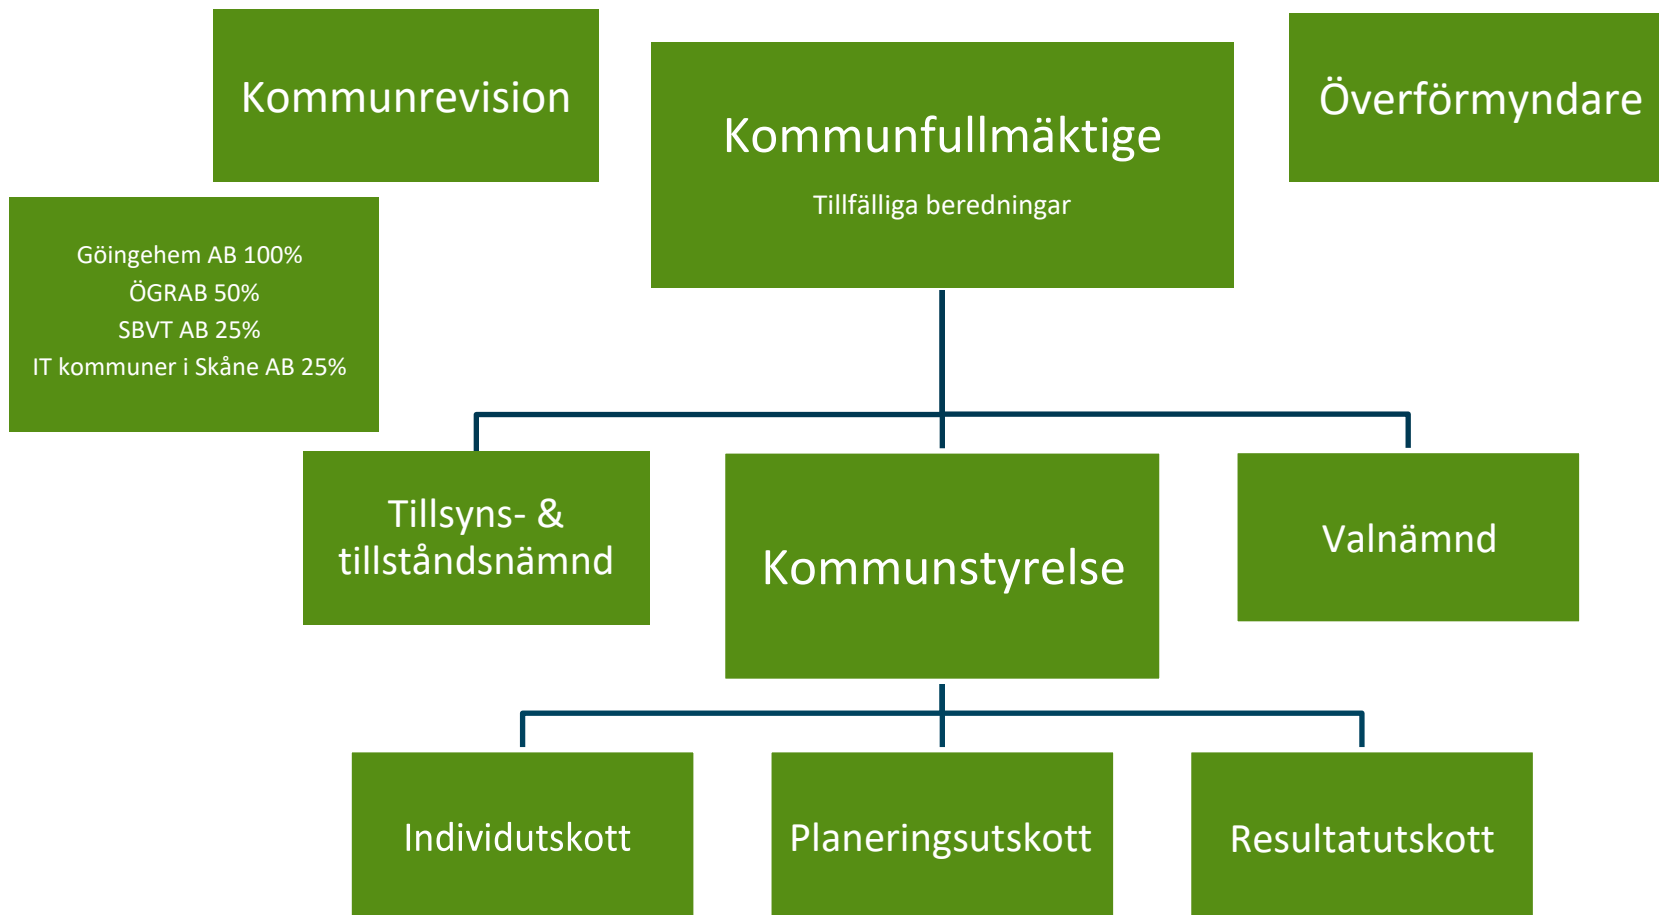 Kommunrevision
Kommunfullmäktige
Tillfälliga beredningar
Överförmyndare
Göingehem AB 100%
ÖGRAB 50%
SBVT AB 25%
IT kommuner i Skåne AB 25%
Tillsyns- &
tillståndsnämnd
Kommunstyrelse
Valnämnd
Individutskott
Planeringsutskott
Resultatutskott